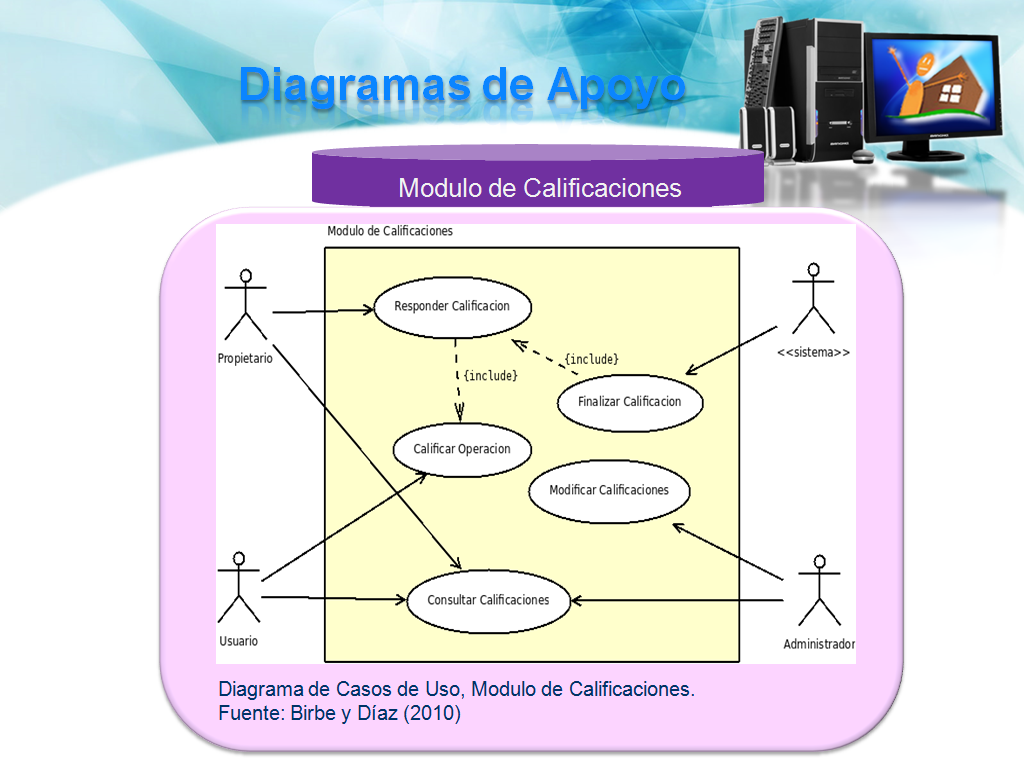 Diagramas de Apoyo
Modulo de Calificaciones
Modulo de Calificaciones
Responder Calificacion
Propietario
<<sistema>>
{include}
{include}
Finalizar Calificacion
Calificar Operacion
Modificar Calificaciones
Consultar Calificaciones
Usuario
Administrador
Diagrama de Casos de Uso, Modulo de Calificaciones.
Fuente: Birbe y Díaz (2010)